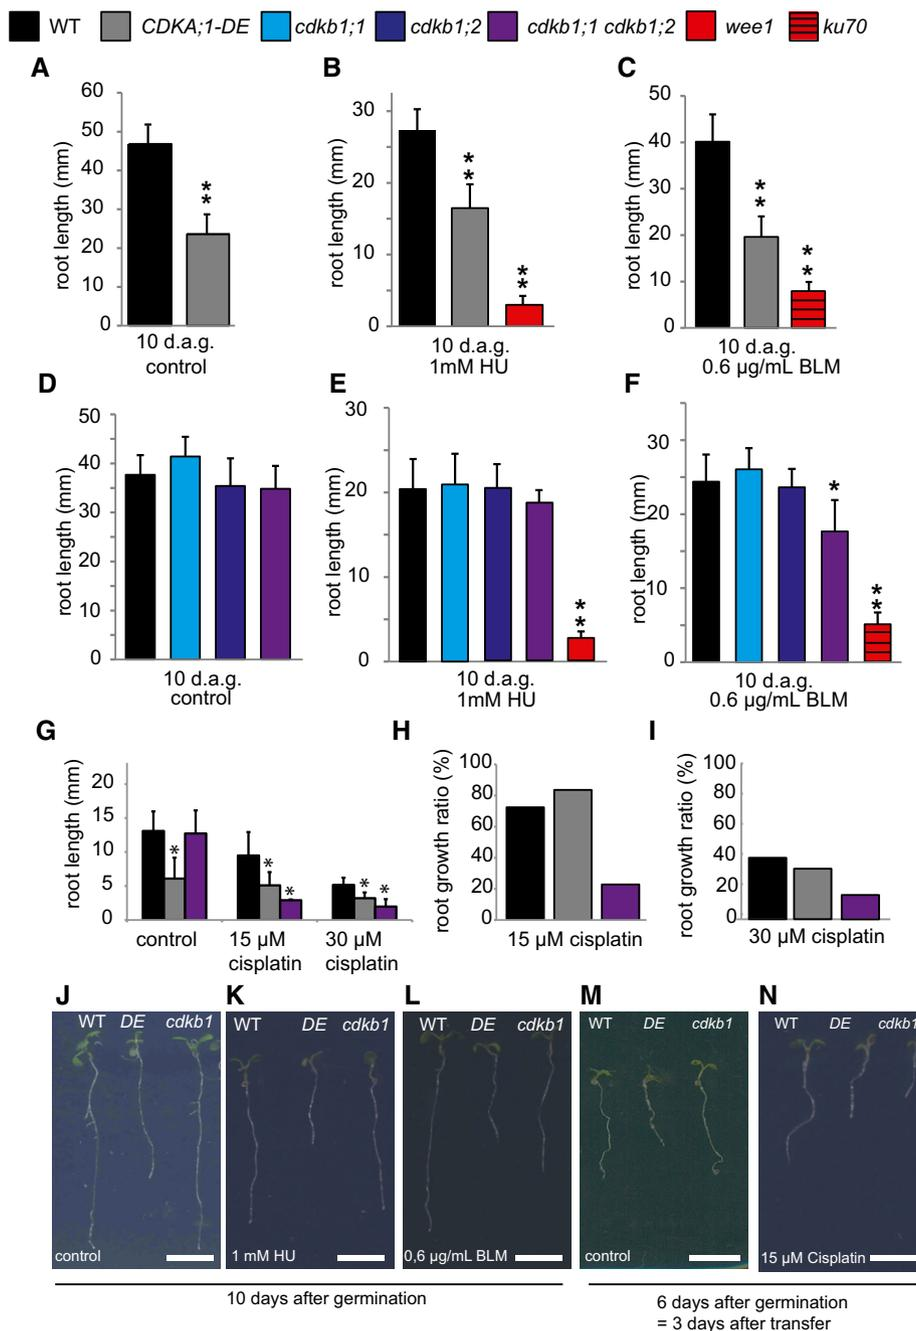 WT CDKA;1-DE cdkb1;1 cdkb1;2 cdkb1;1 cdkb1;2 wee1 ku70
A
root length (mm)
60
50
40
30
20
10
0
**
10 d.a.g.
control
B
root length (mm)
30
20
10
0
**
**
10 d.a.g.
1mM HU
C
root length (mm)
50
40
30
20
10
0
**
**
10 d.a.g.
0.6 µg/mL BLM
D
root length (mm)
50
40
30
20
10
0
10 d.a.g.
control
E
root length (mm)
30
20
10
0
**
10 d.a.g.
1mM HU
F
root length (mm)
30
20
10
0
*
**
10 d.a.g.
0.6 µg/mL BLM
G
root length (mm)
20
15
10
5
0
*
* *
* *
control
15 µM
cisplatin
30 µM
cisplatin
H
root growth ratio (%)
100
80
60
40
20
0
15 µM cisplatin
I
root growth ratio (%)
100
80
60
40
20
0
30 µM cisplatin
J
WT DE cdkb1
control
K
WT DE cdkb1
1 mM HU
L
WT DE cdkb1
0,6 µg/mL BLM
M
WT DE cdkb1
control
N
WT DE cdkb1
15 µM Cisplatin
10 days after germination
6 days after germination
= 3 days after transfer